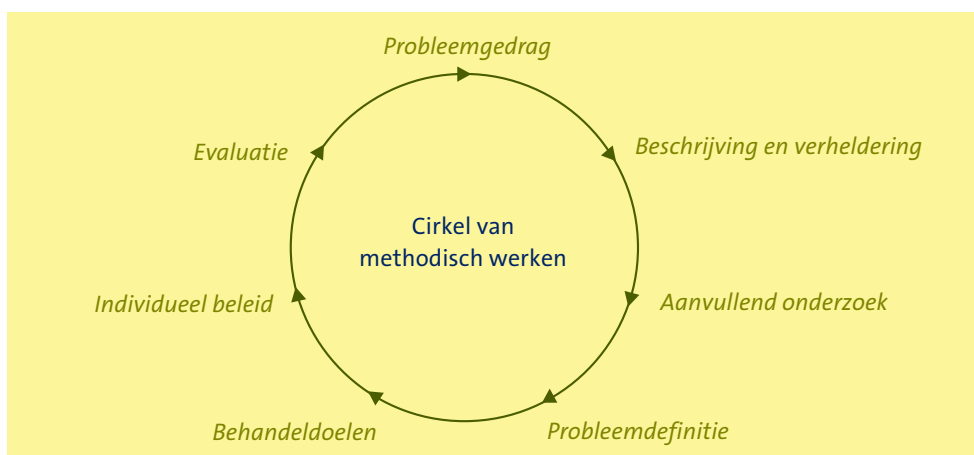 Probleemgedrag
Beschrijving en verheldering
Aanvullend onderzoek
Probleemdefinitie
Behandeldoelen
Individueel beleid
Evaluatie
Cirkel van
methodisch werken